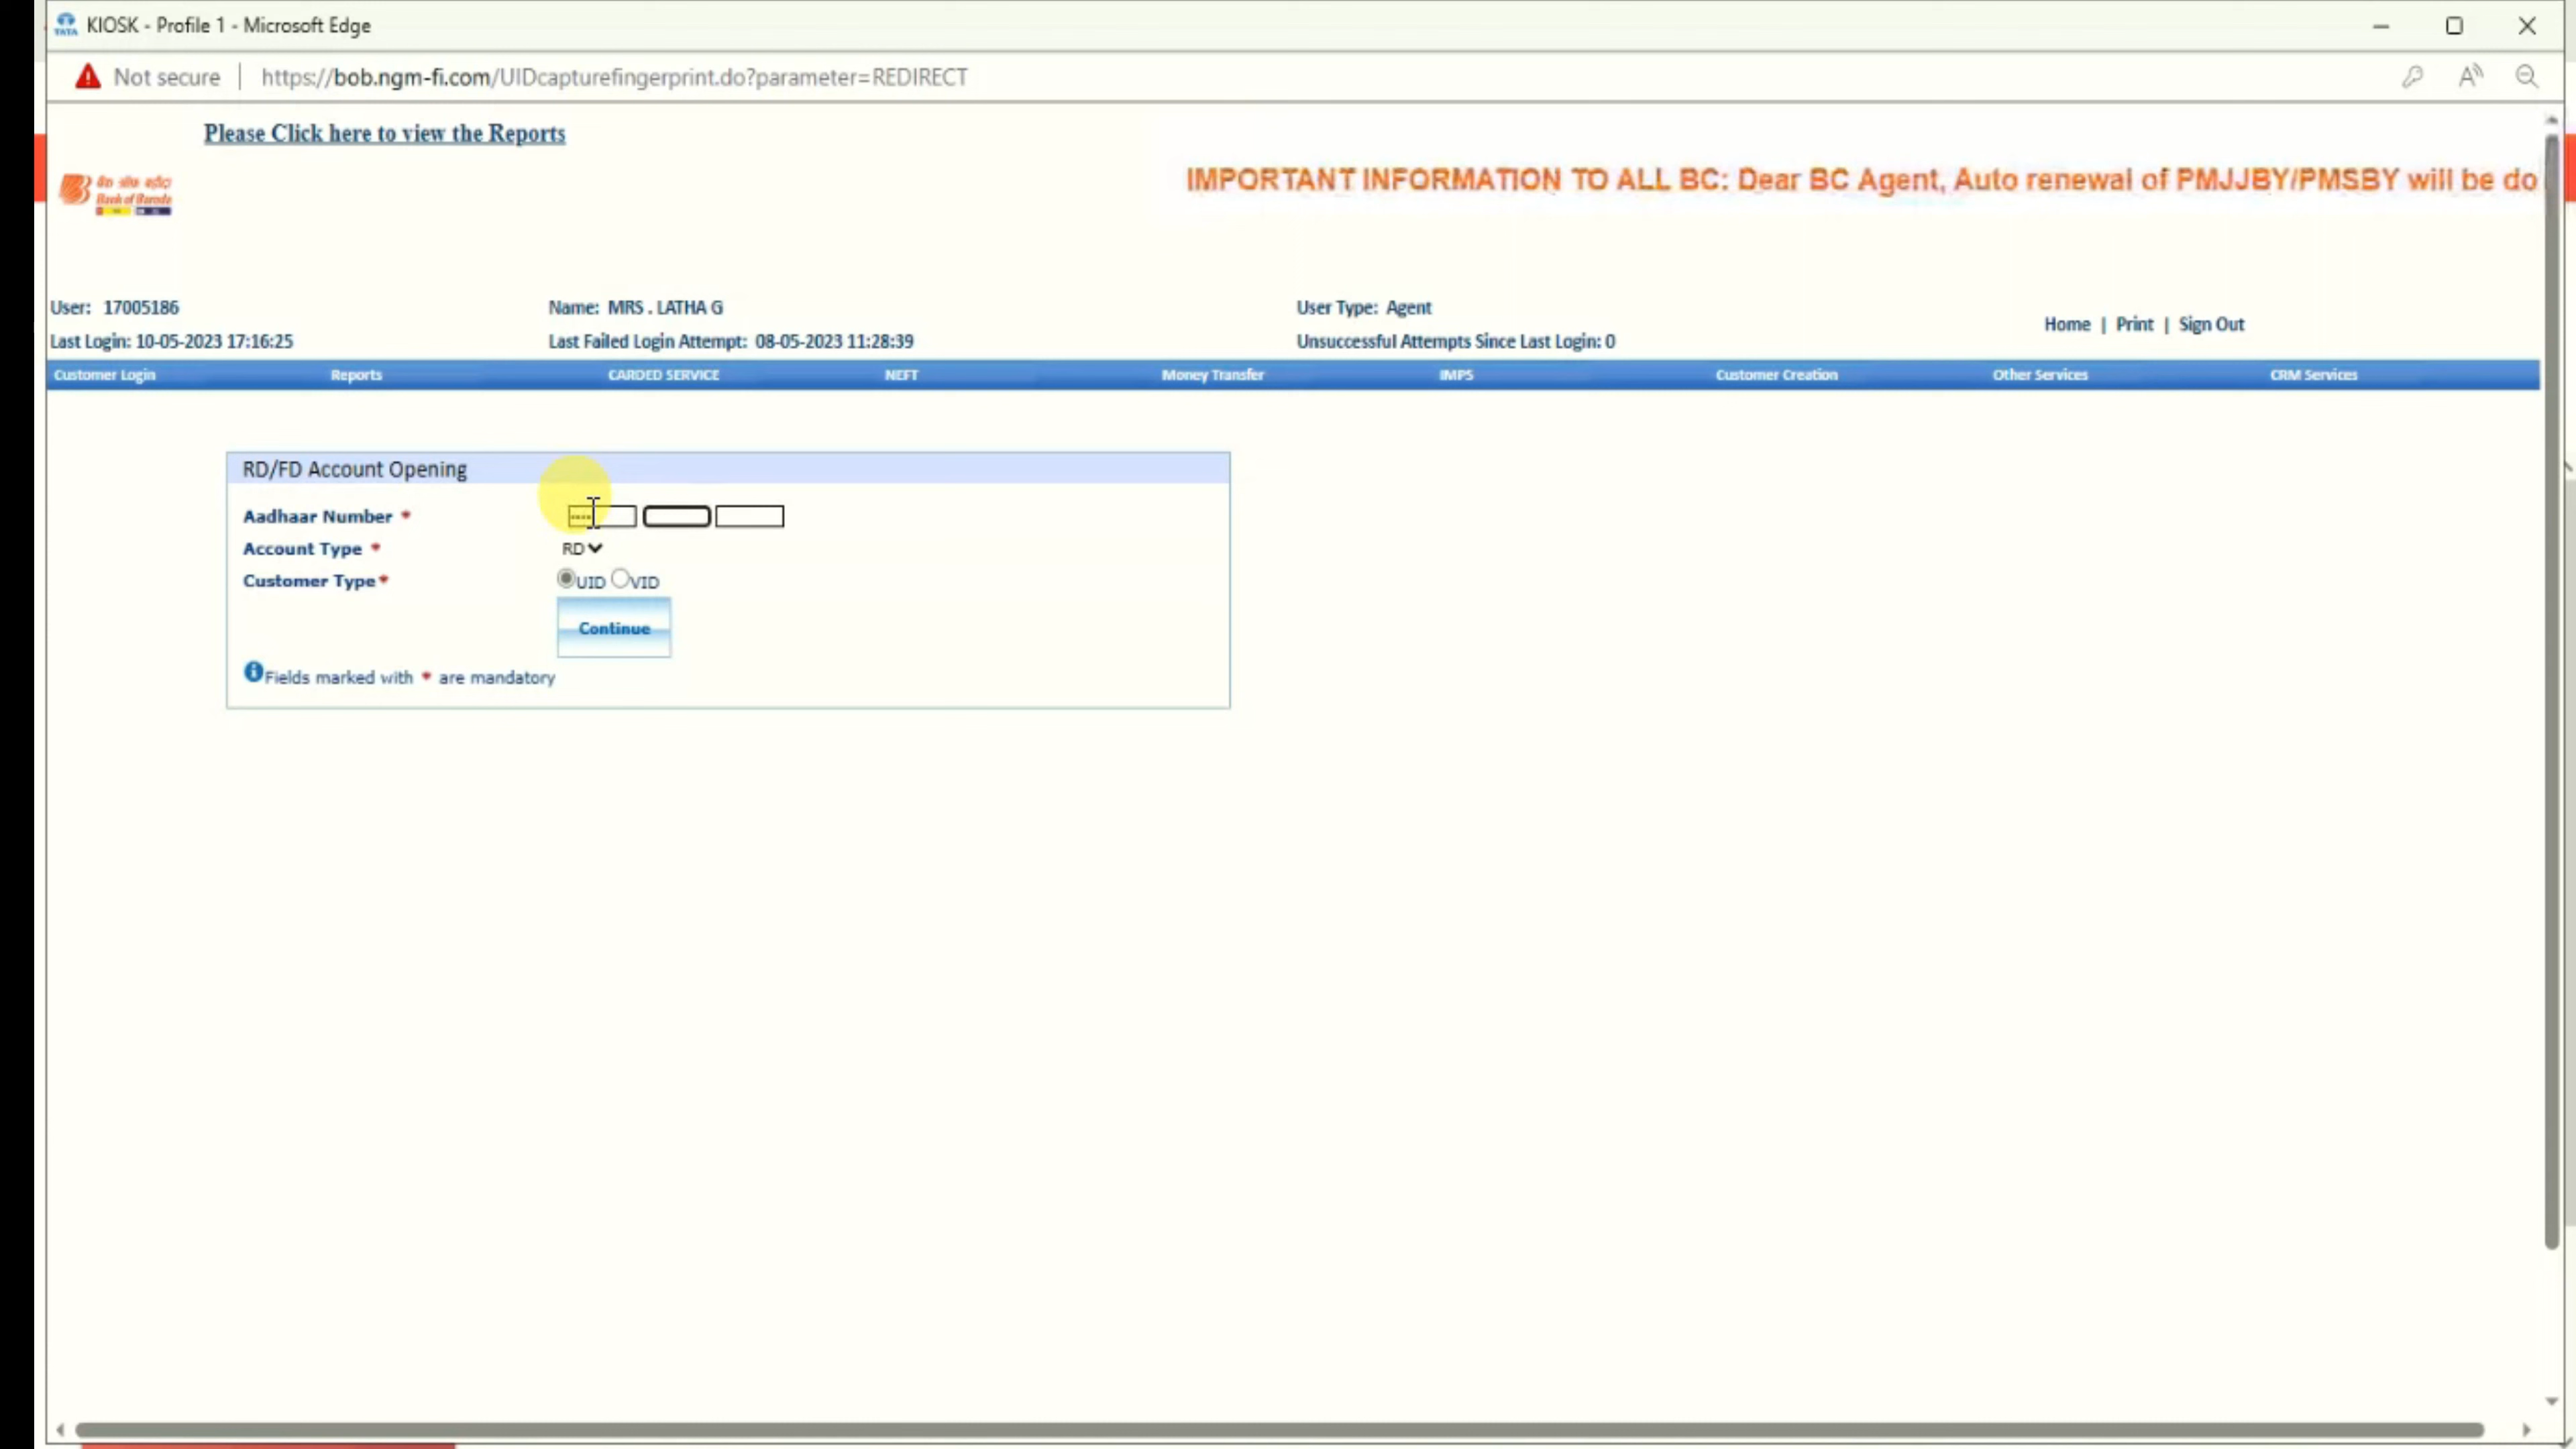 KIOSK - Profile 1 - Microsoft Edge
Not secure | https://bob.ngm-fi.com/UIDcapturefingerprint.do?parameter=REDIRECT
Please Click here to view the Reports
IMPORTANT INFORMATION TO ALL BC: Dear BC Agent, Auto renewal of PMJJBY/PMSBY will be do
Bank of Baroda
User: 17005186 Name: MRS . LATHA G User Type: Agent
Home | Print | Sign Out
Last Login: 10-05-2023 17:16:25 Last Failed Login Attempt: 08-05-2023 11:28:39 Unsuccessful Attempts Since Last Login: 0
Customer Login Reports CARDED SERVICE NEFT Money Transfer IMPS Customer Creation Other Services CRM Services
RD/FD Account Opening
Aadhaar Number *
Account Type * RD
Customer Type* UID VID
Continue
Fields marked with * are mandatory